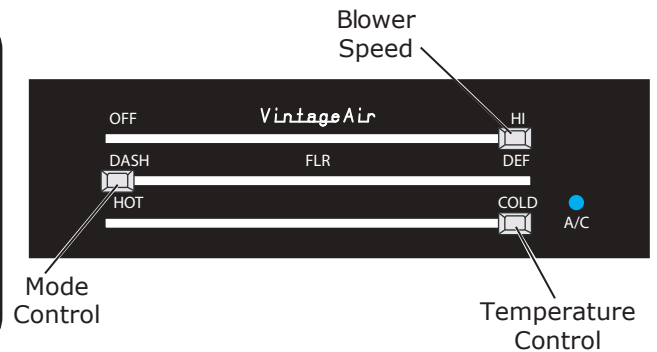 Blower
Speed
OFF VintageAir HI
DASH FLR DEF
HOT COLD
A/C
Mode
Control
Temperature
Control